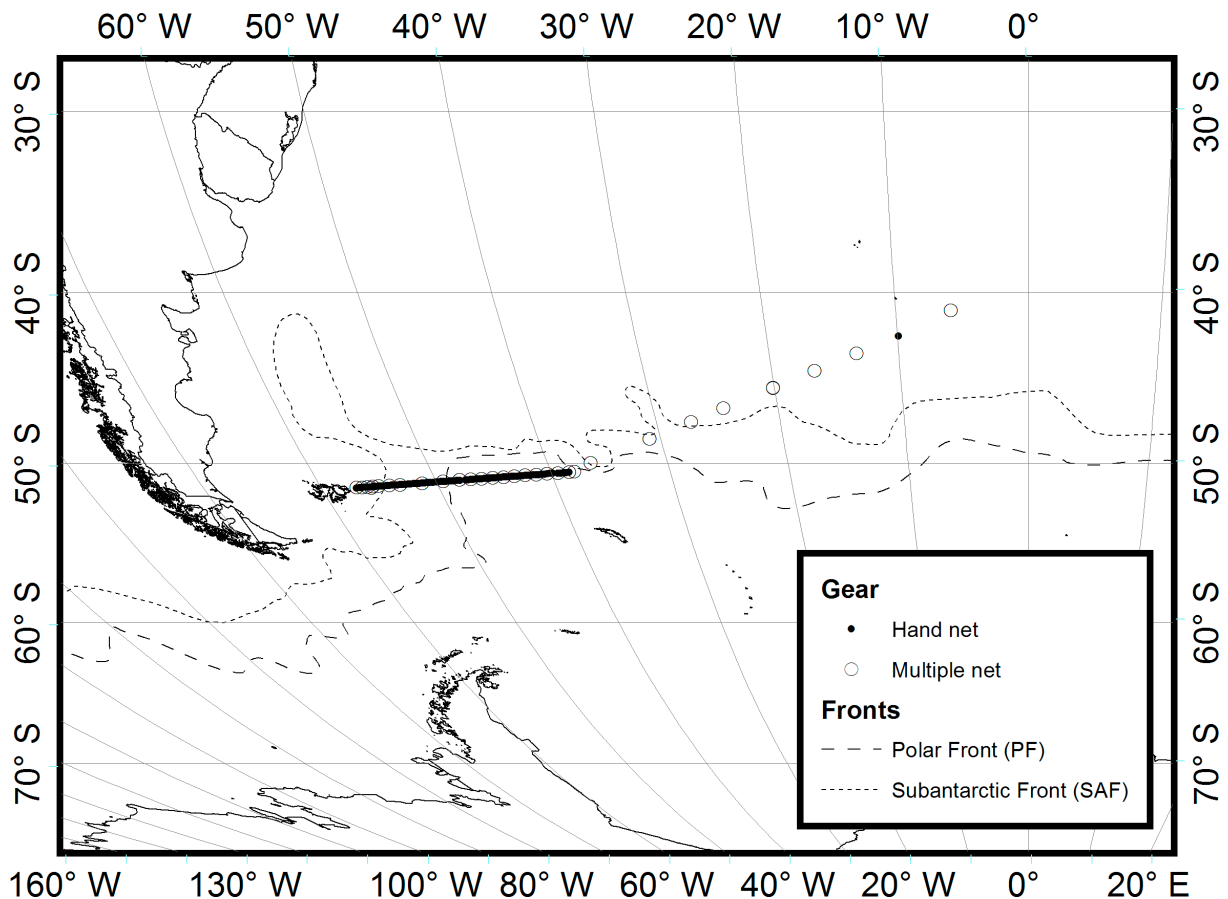 60° W 50° W 40° W 30° W 20° W 10° W 0°
30° S 30° S
40° S 40° S
50° S 50° S
60° S 60° S
70° S 70° S
Gear
Hand net
Multiple net
Fronts
Polar Front (PF)
Subantarctic Front (SAF)
160° W 130° W 100° W 80° W 60° W 40° W 20° W 0° 20° E